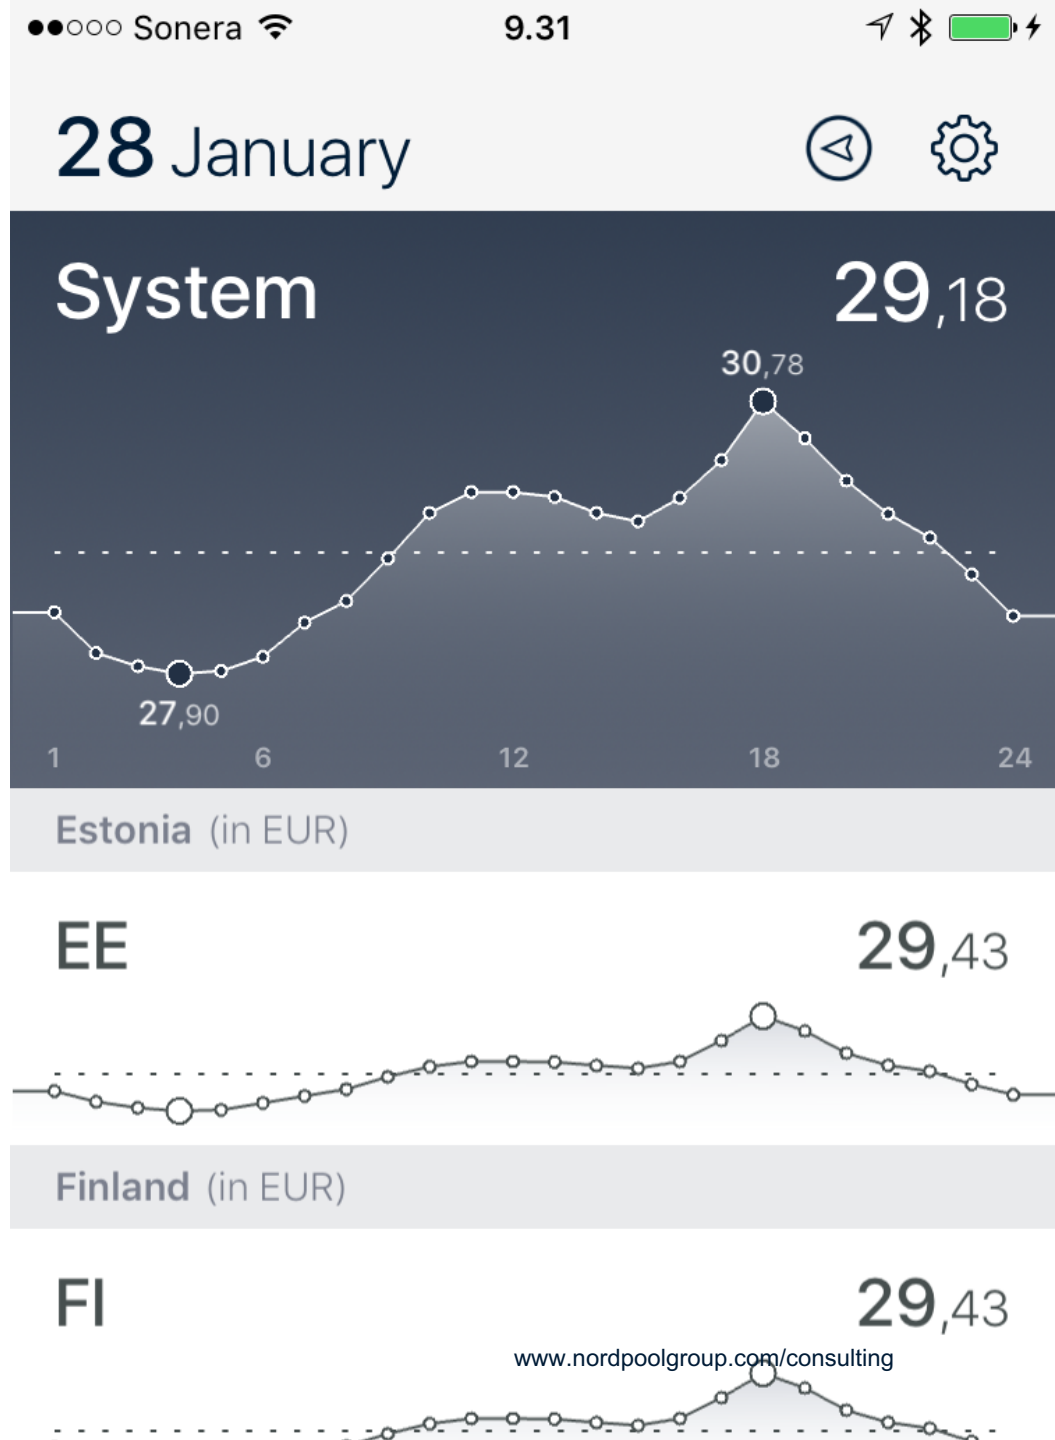 Sonera 9.31
28 January
System 29,18
30,78
27,90
1 6 12 18 24
Estonia (in EUR)
EE 29,43
Finland (in EUR)
FI 29,43
www.nordpoolgroup.com/consulting